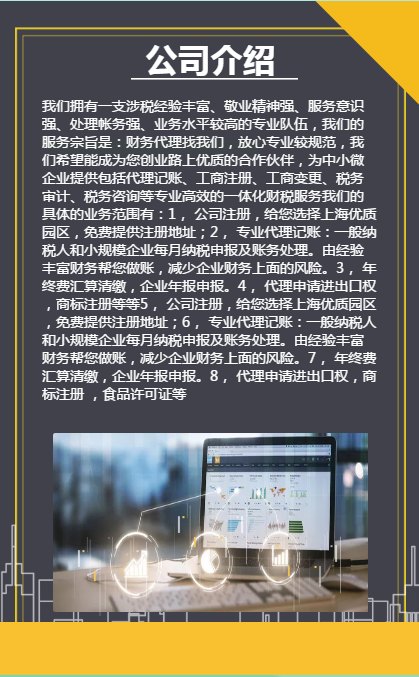 公司介绍
我们拥有一支涉税经验丰富、敬业精神强、服务意识
强、处理帐务强、业务水平较高的专业队伍，我们的
服务宗旨是：财务代理找我们，放心专业较规范，我
们希望能成为您创业路上优质的合作伙伴，为中小微
企业提供包括代理记账、工商注册、工商变更、税务
审计、税务咨询等专业高效的一体化财税服务我们的
具体的业务范围有：1， 公司注册，给您选择上海优质
园区，免费提供注册地址；2， 专业代理记账：一般纳
税人和小规模企业每月纳税申报及账务处理。由经验
丰富财务帮您做账，减少企业财务上面的风险。3， 年
终费汇算清缴，企业年报申报。4， 代理申请进出口权
，商标注册等等5， 公司注册，给您选择上海优质园区
，免费提供注册地址；6， 专业代理记账：一般纳税人
和小规模企业每月纳税申报及账务处理。由经验丰富
财务帮您做账，减少企业财务上面的风险。7， 年终费
汇算清缴，企业年报申报。8， 代理申请进出口权，商
标注册 ，食品许可证等